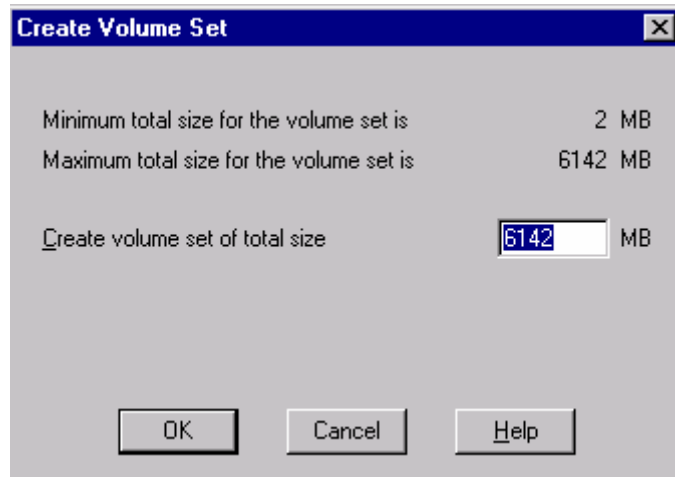 Create Volume Set
Minimum total size for the volume set is 2 MB
Maximum total size for the volume set is 6142 MB
Create volume set of total size 6142 MB
OK Cancel Help